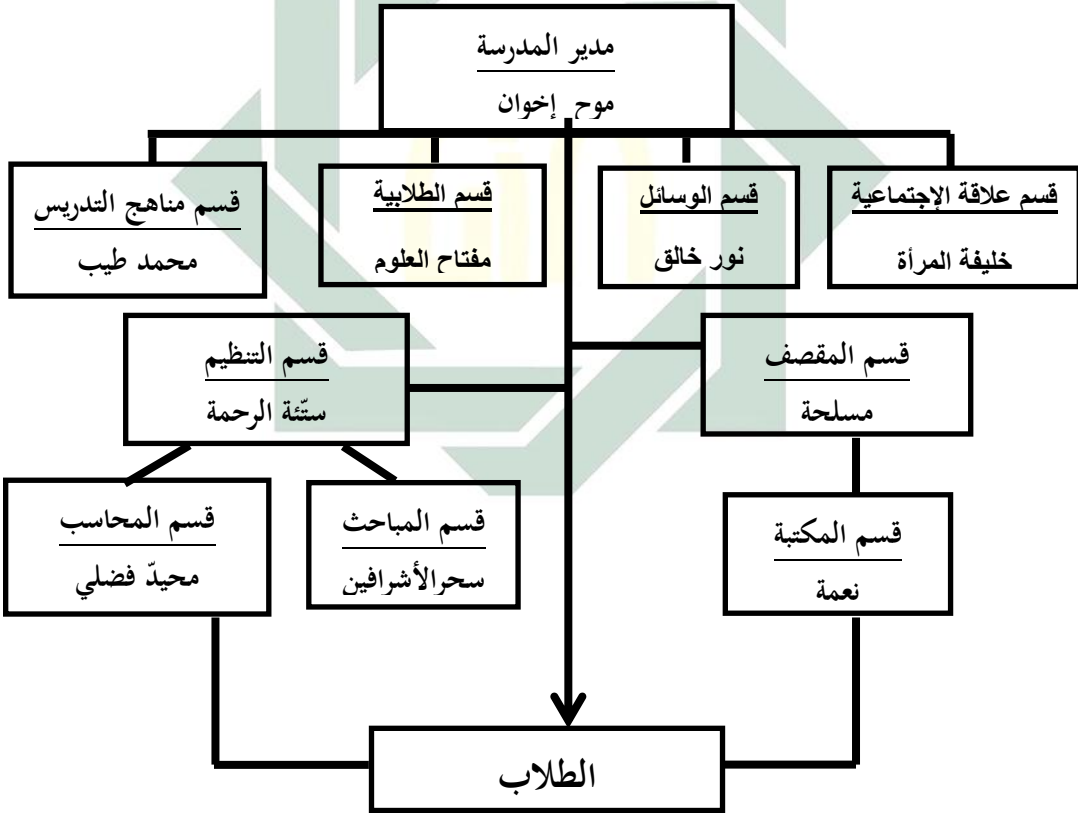 مدير المدرسة
موح إخوان
قسم علاقة الإجتماعية
خليفة المرأة
قسم الوسائل
نور خالق
قسم الطلابية
مفتاح العلوم
قسم مناهج التدريس
محمد طيب
قسم المقصف
مسلحة
قسم التنظيم
ستّئة الرحمة
قسم المكتبة
نعمة
قسم المباحث
سحرالأشرافين
قسم المحاسب
محيدّ فضلي
الطلاب